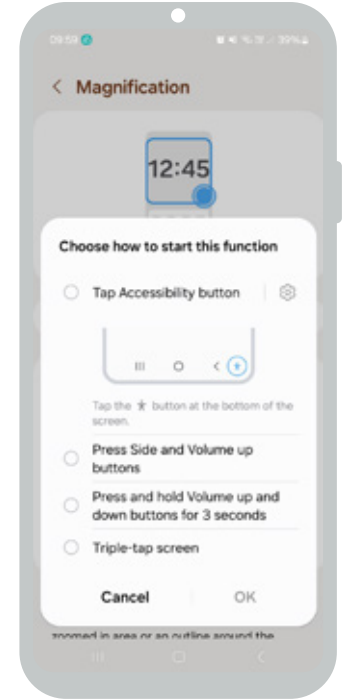 09:59
39%
Magnification
12:45
Choose how to start this function
Tap Accessibility button
Tap the button at the bottom of the
screen.
Press Side and Volume up
buttons
Press and hold Volume up and
down buttons for 3 seconds
Triple-tap screen
Cancel OK
zoomed in area or an outline around the